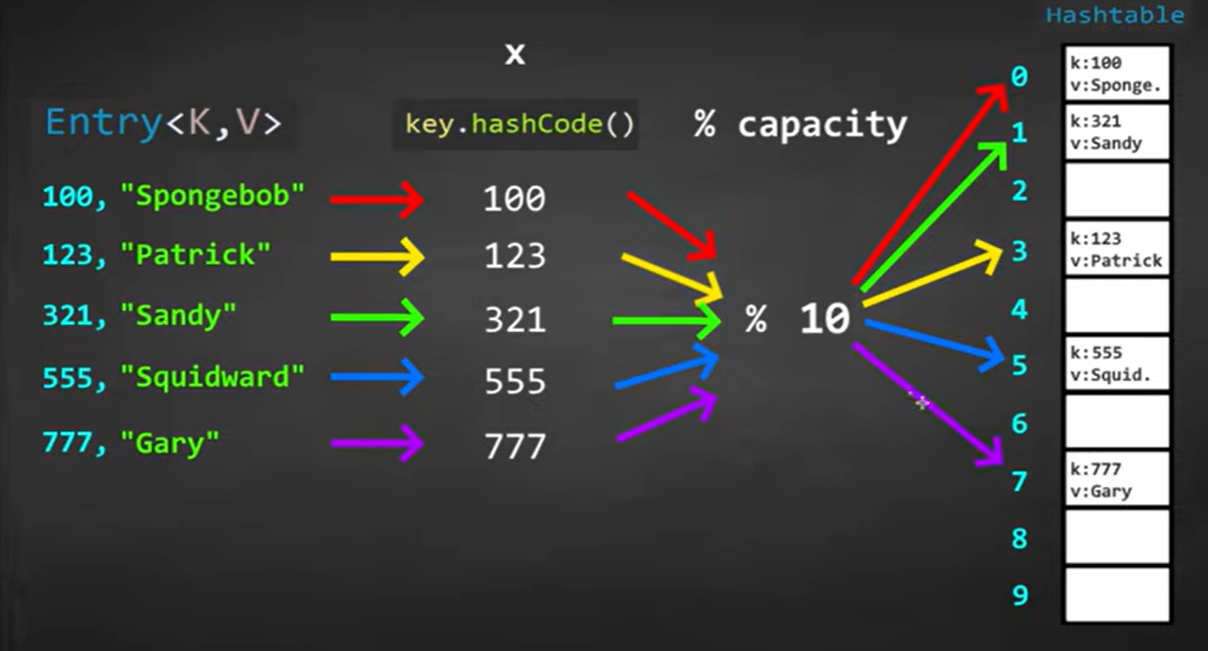 Hashtable
x
Entry<K,V> key.hashCode() % capacity
100, "Spongebob" 100
123, "Patrick" 123
321, "Sandy" 321
555, "Squidward" 555
777, "Gary" 777
% 10
0 k:100
v:Sponge.
1 k:321
v:Sandy
2
3 k:123
v:Patrick
4
5 k:555
v:Squid.
6
7 k:777
v:Gary
8
9